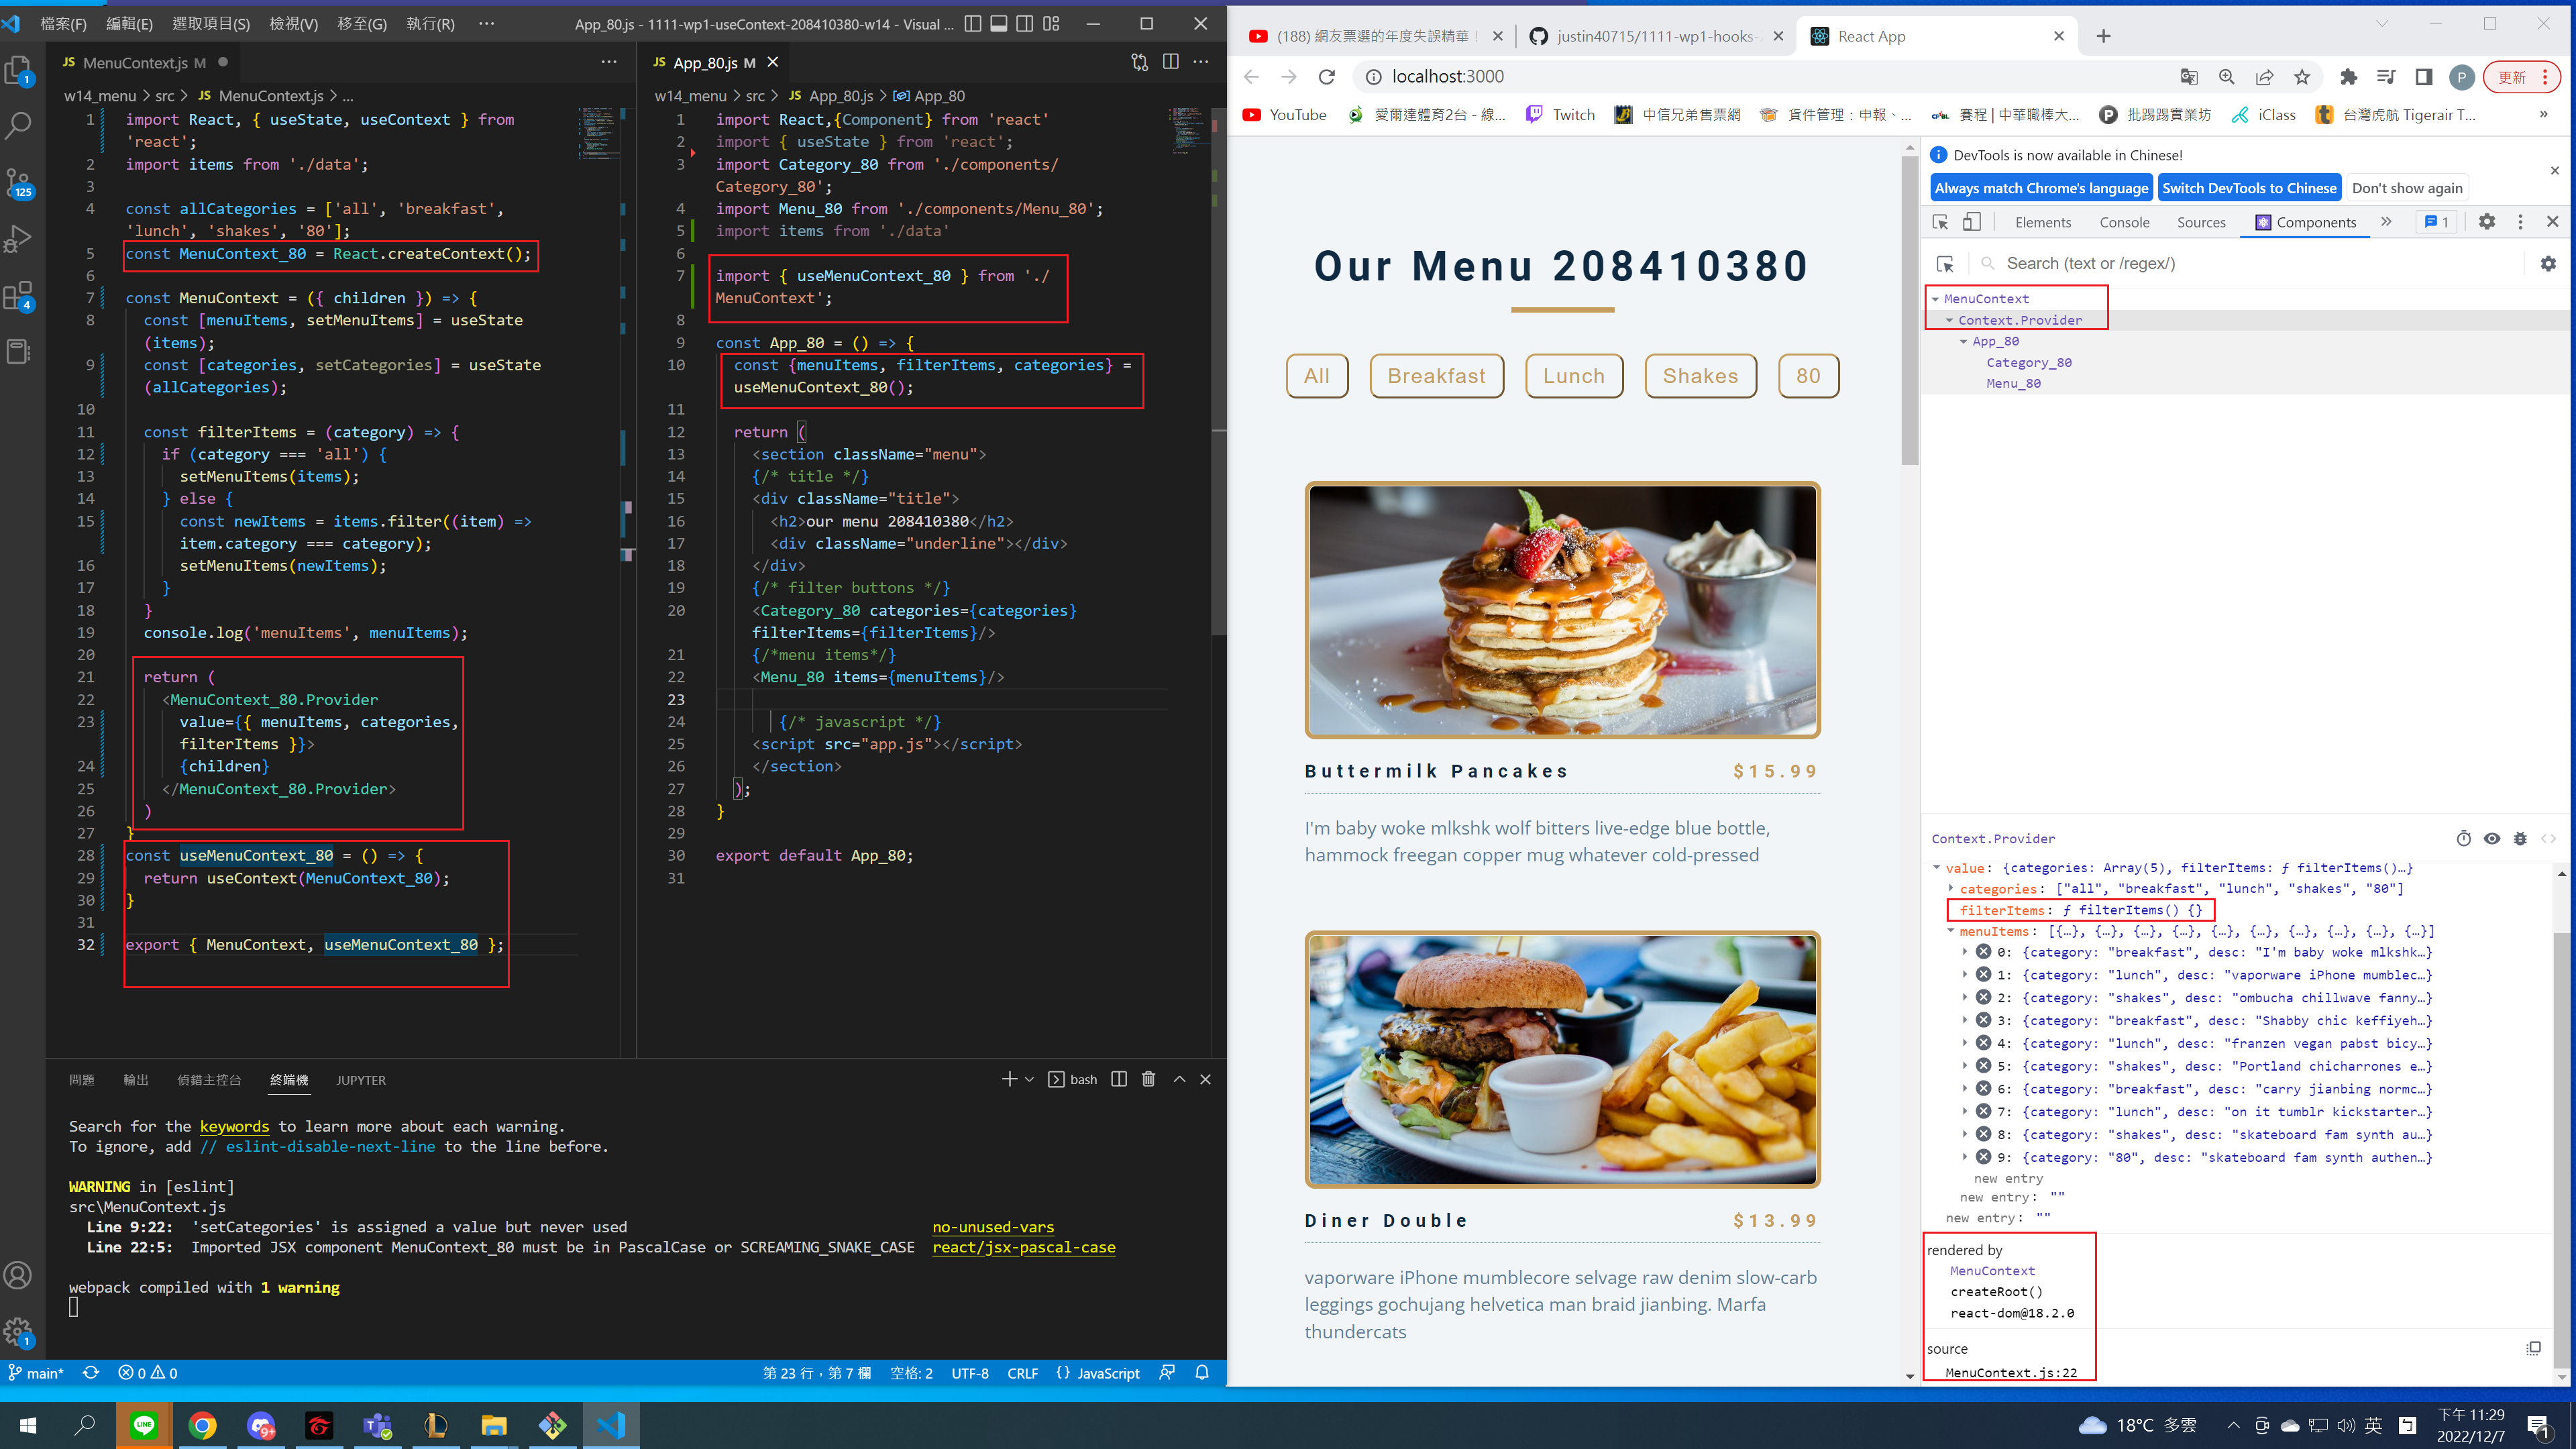 檔案(F) 編輯(E) 選取項目(S) 檢視(V) 移至(G) 執行(R) ··· App_80.js - 1111-wp1-useContext-208410380-w14 - Visual ...
JS MenuContext.js M
w14_menu > src > JS MenuContext.js > ...
1 import React, { useState, useContext } from
'react';
2 import items from './data';
3
4 const allCategories = ['all', 'breakfast',
'lunch', 'shakes', '80'];
5 const MenuContext_80 = React.createContext();
6
7 const MenuContext = ({ children }) => {
8 const [menuItems, setMenuItems] = useState
(items);
9 const [categories, setCategories] = useState
(allCategories);
10
11 const filterItems = (category) => {
12 if (category === 'all') {
13 setMenuItems(items);
14 } else {
15 const newItems = items.filter((item) =>
item.category === category);
16 setMenuItems(newItems);
17 }
18 }
19 console.log('menuItems', menuItems);
20
21 return (
22 <MenuContext_80.Provider
23 value={{ menuItems, categories,
filterItems }}>
24 {children}
25 </MenuContext_80.Provider>
26 )
27 }
28 const useMenuContext_80 = () => {
29 return useContext(MenuContext_80);
30 }
31
32 export { MenuContext, useMenuContext_80 };
JS App_80.js M
w14_menu > src > JS App_80.js > App_80
1 import React,{Component} from 'react'
2 import { useState } from 'react';
3 import Category_80 from './components/
Category_80';
4 import Menu_80 from './components/Menu_80';
5 import items from './data'
6
7 import { useMenuContext_80 } from './
MenuContext';
8
9 const App_80 = () => {
10 const {menuItems, filterItems, categories} =
useMenuContext_80();
11
12 return (
13 <section className="menu">
14 {/* title */}
15 <div className="title">
16 <h2>our menu 208410380</h2>
17 <div className="underline"></div>
18 </div>
19 {/* filter buttons */}
20 <Category_80 categories={categories}
filterItems={filterItems}/>
21 {/*menu items*/}
22 <Menu_80 items={menuItems}/>
23
24 {/* javascript */}
25 <script src="app.js"></script>
26 </section>
27 );
28 }
29
30 export default App_80;
31
問題 輸出 偵錯主控台 終端機 JUPYTER bash
Search for the keywords to learn more about each warning.
To ignore, add // eslint-disable-next-line to the line before.
WARNING in [eslint]
src\MenuContext.js
Line 9:22: 'setCategories' is assigned a value but never used no-unused-vars
Line 22:5: Imported JSX component MenuContext_80 must be in PascalCase or SCREAMING_SNAKE_CASE react/jsx-pascal-case
webpack compiled with 1 warning
main* 0 0 第 23 行，第 7 欄 空格: 2 UTF-8 CRLF {} JavaScript
(188) 網友票選的年度失誤精華！ justin40715/1111-wp1-hooks- React App
localhost:3000 P 更新
YouTube 愛爾達體育2台 - 線... Twitch 中信兄弟售票網 貨件管理：申報、... CPBL 賽程 | 中華職棒大... 批踢踢實業坊 iClass 台灣虎航 Tigerair T... »
Our Menu 208410380
All Breakfast Lunch Shakes 80
Buttermilk Pancakes $15.99
I'm baby woke mlkshk wolf bitters live-edge blue bottle,
hammock freegan copper mug whatever cold-pressed
Diner Double $13.99
vaporware iPhone mumblecore selvage raw denim slow-carb
leggings gochujang helvetica man braid jianbing. Marfa
thundercats
DevTools is now available in Chinese!
Always match Chrome's language Switch DevTools to Chinese Don't show again
Elements Console Sources Components » 1
Search (text or /regex/)
MenuContext
Context.Provider
App_80
Category_80
Menu_80
Context.Provider
value: {categories: Array(5), filterItems: ƒ filterItems()…}
categories: ["all", "breakfast", "lunch", "shakes", "80"]
filterItems: ƒ filterItems() {}
menuItems: [{…}, {…}, {…}, {…}, {…}, {…}, {…}, {…}, {…}, {…}]
0: {category: "breakfast", desc: "I'm baby woke mlkshk…}
1: {category: "lunch", desc: "vaporware iPhone mumblec…}
2: {category: "shakes", desc: "ombucha chillwave fanny…}
3: {category: "breakfast", desc: "Shabby chic keffiyeh…}
4: {category: "lunch", desc: "franzen vegan pabst bicy…}
5: {category: "shakes", desc: "Portland chicharrones e…}
6: {category: "breakfast", desc: "carry jianbing normc…}
7: {category: "lunch", desc: "on it tumblr kickstarter…}
8: {category: "shakes", desc: "skateboard fam synth au…}
9: {category: "80", desc: "skateboard fam synth authen…}
new entry
new entry: ""
new entry: ""
rendered by
MenuContext
createRoot()
react-dom@18.2.0
source
MenuContext.js:22
1
125
4
1
LINE 9+ 18°C 多雲 英 下午 11:29
2022/12/7 1